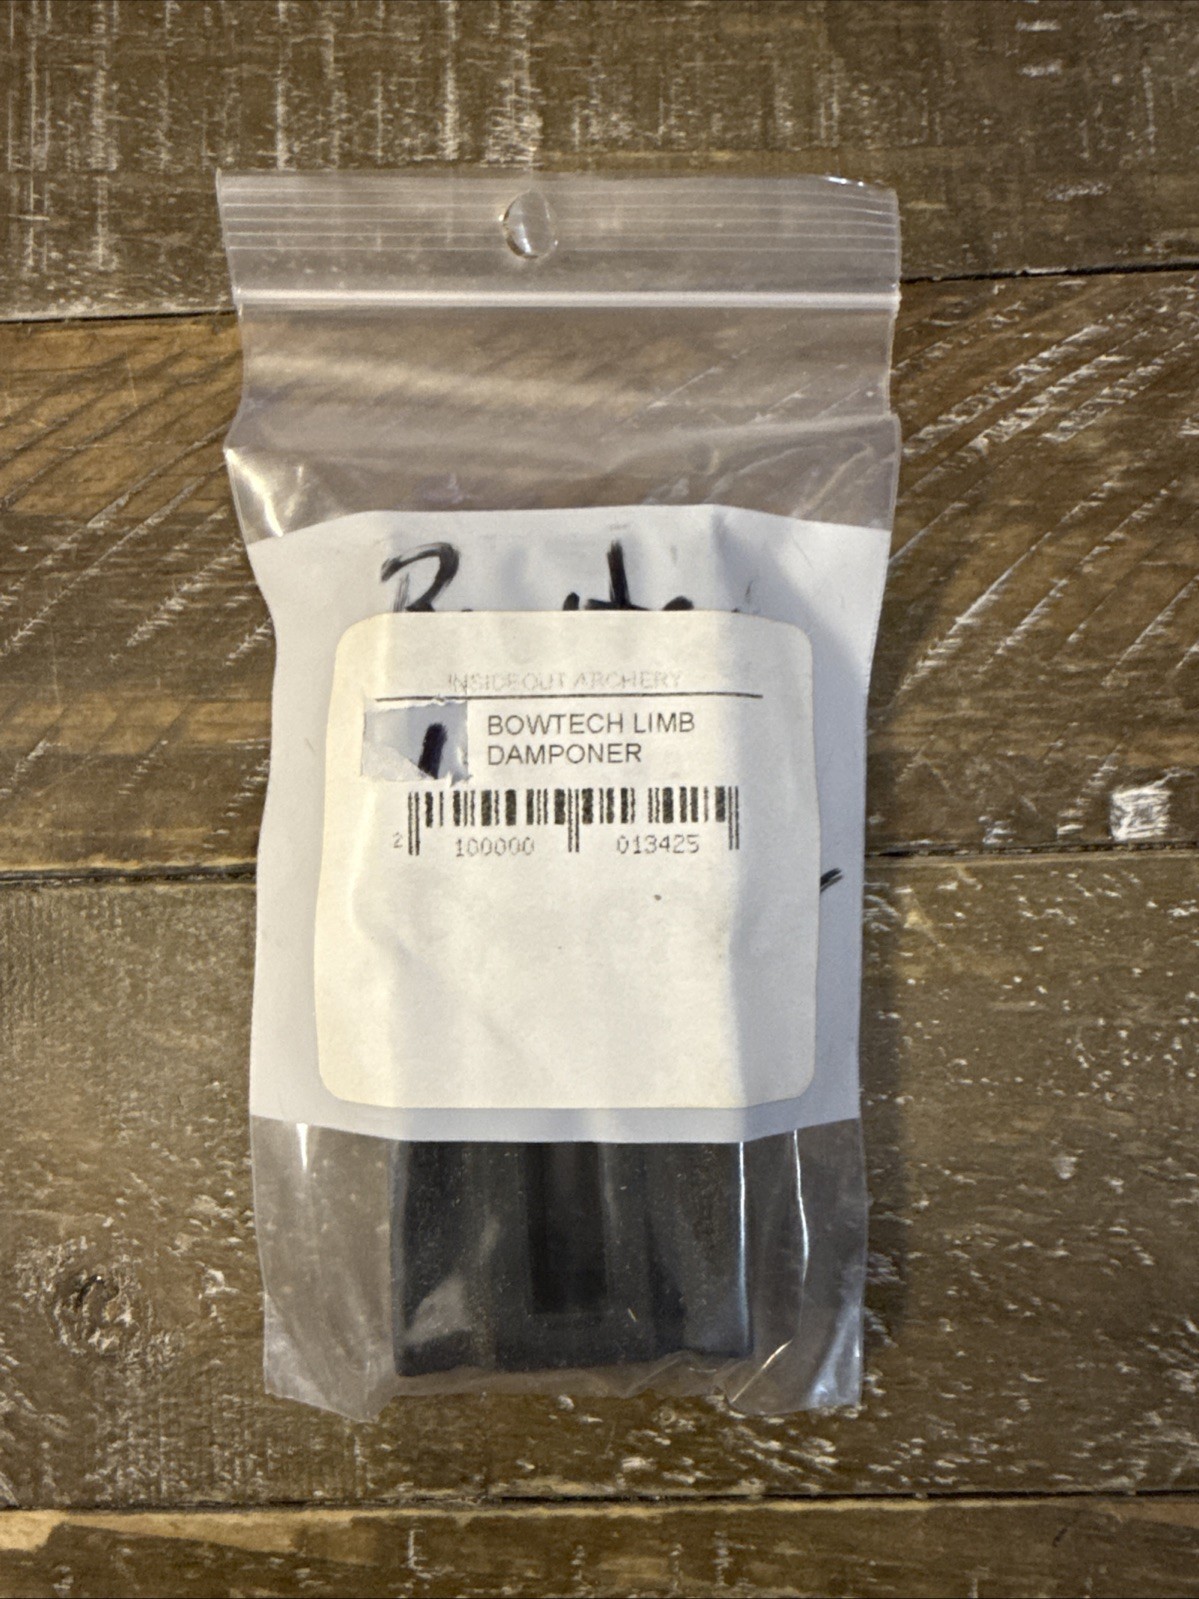 INSIDEOUT ARCHERY
BOWTECH LIMB
DAMPONER
2 100000 013425